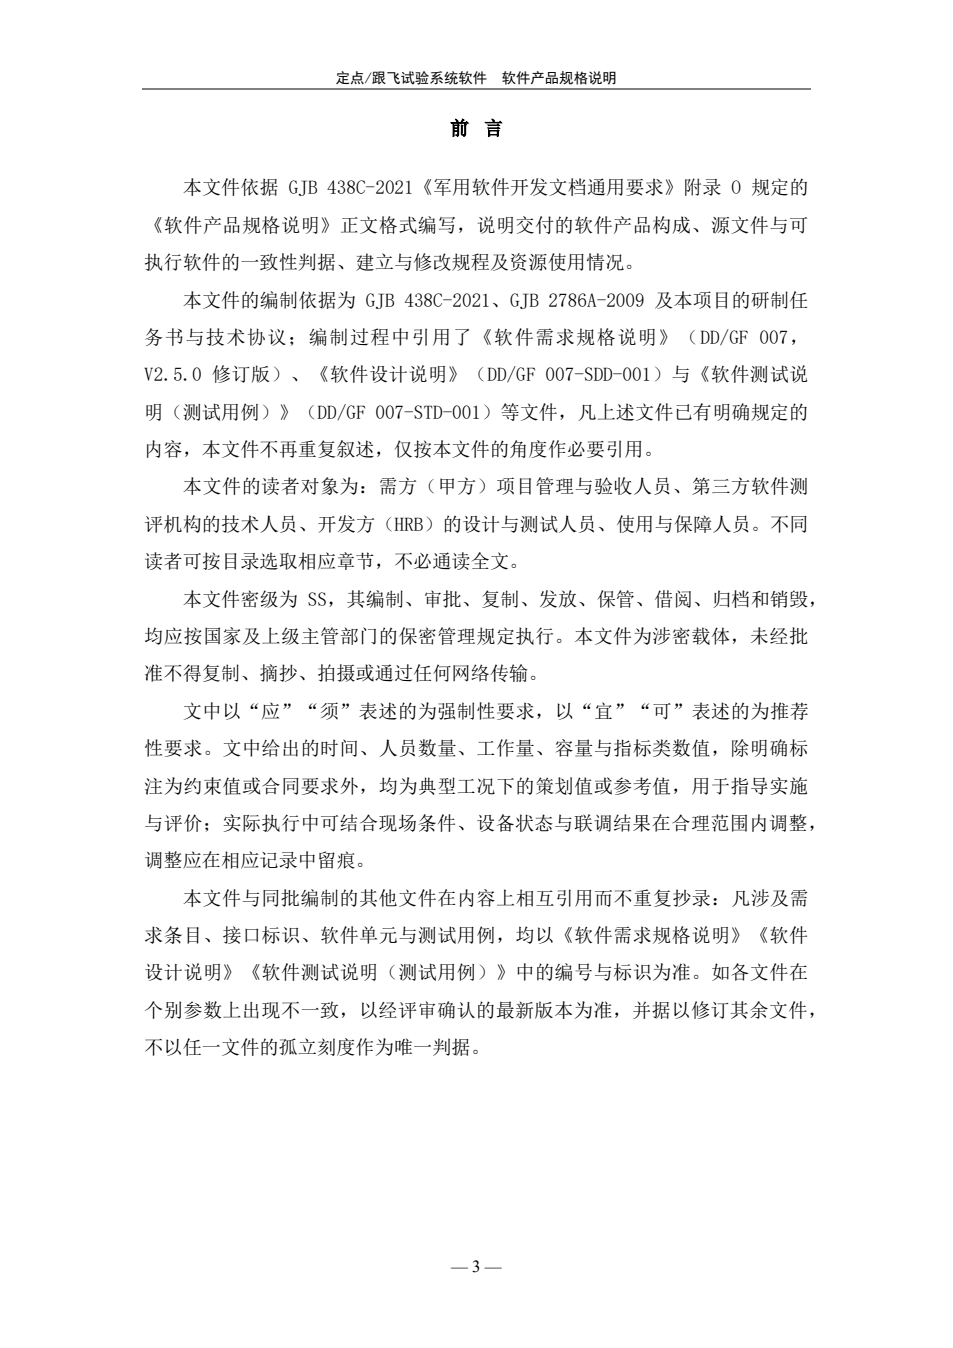 定点/跟飞试验系统软件　软件产品规格说明
前 言
本文件依据 GJB 438C-2021《军用软件开发文档通用要求》附录 O 规定的
《软件产品规格说明》正文格式编写，说明交付的软件产品构成、源文件与可
执行软件的一致性判据、建立与修改规程及资源使用情况。
本文件的编制依据为 GJB 438C-2021、GJB 2786A-2009 及本项目的研制任
务书与技术协议；编制过程中引用了《软件需求规格说明》（DD/GF 007，
V2.5.0 修订版）、《软件设计说明》（DD/GF 007-SDD-001）与《软件测试说
明（测试用例）》（DD/GF 007-STD-001）等文件，凡上述文件已有明确规定的
内容，本文件不再重复叙述，仅按本文件的角度作必要引用。
本文件的读者对象为：需方（甲方）项目管理与验收人员、第三方软件测
评机构的技术人员、开发方（HRB）的设计与测试人员、使用与保障人员。不同
读者可按目录选取相应章节，不必通读全文。
本文件密级为 SS，其编制、审批、复制、发放、保管、借阅、归档和销毁，
均应按国家及上级主管部门的保密管理规定执行。本文件为涉密载体，未经批
准不得复制、摘抄、拍摄或通过任何网络传输。
文中以“应”“须”表述的为强制性要求，以“宜”“可”表述的为推荐
性要求。文中给出的时间、人员数量、工作量、容量与指标类数值，除明确标
注为约束值或合同要求外，均为典型工况下的策划值或参考值，用于指导实施
与评价；实际执行中可结合现场条件、设备状态与联调结果在合理范围内调整，
调整应在相应记录中留痕。
本文件与同批编制的其他文件在内容上相互引用而不重复抄录：凡涉及需
求条目、接口标识、软件单元与测试用例，均以《软件需求规格说明》《软件
设计说明》《软件测试说明（测试用例）》中的编号与标识为准。如各文件在
个别参数上出现不一致，以经评审确认的最新版本为准，并据以修订其余文件，
不以任一文件的孤立刻度作为唯一判据。
— 3 —